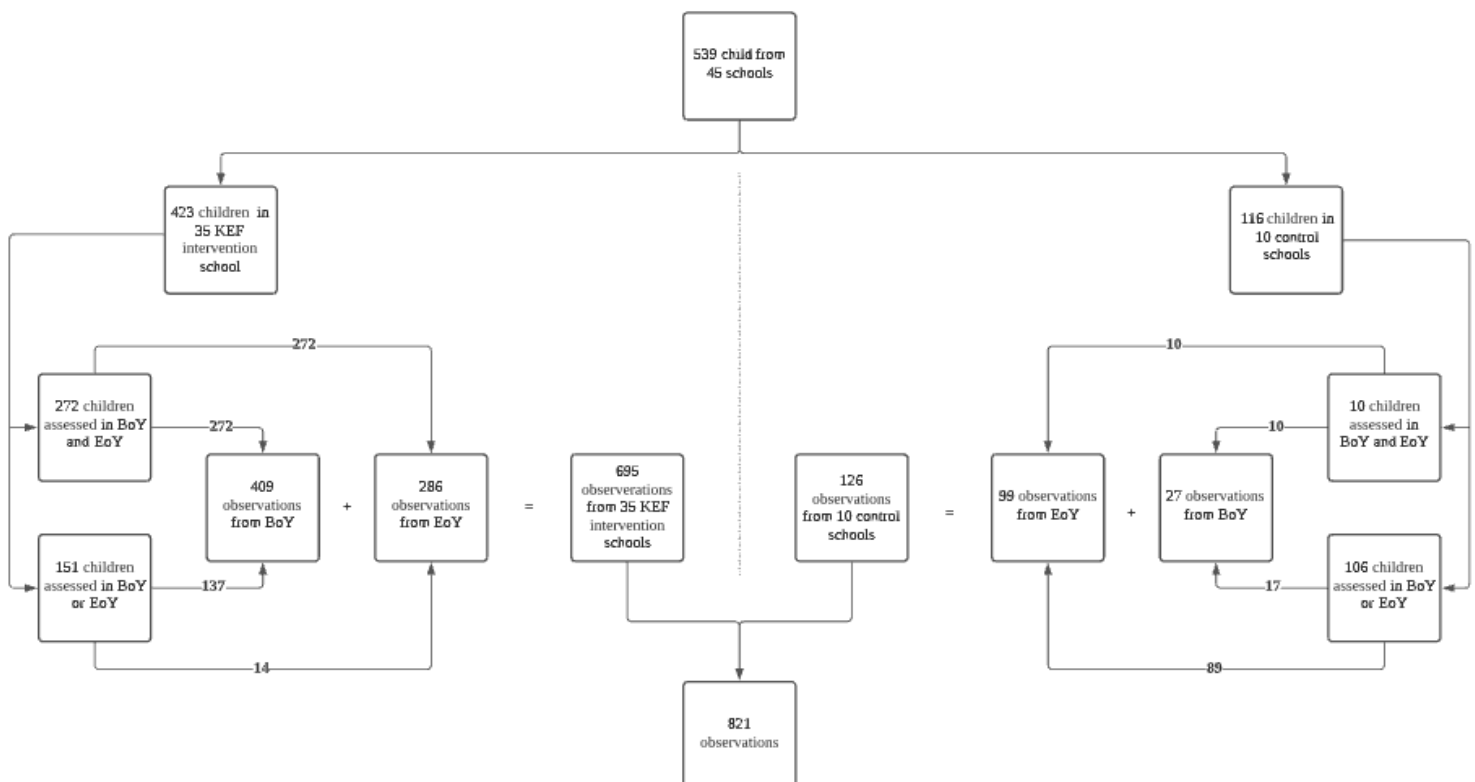 539 child from
45 schools
423 children in
35 KEF
intervention
school
116 children in
10 control
schools
272
10
272 children
assessed in BoY
and EoY
272
10
10 children
assessed in
BoY and EoY
409
observations
from BoY
+
286
observations
from EoY
=
695
observerations
from 35 KEF
intervention
schools
126
observations
from 10 control
schools
=
99 observations
from EoY
+
27 observations
from BoY
151 children
assessed in BoY
or EoY
137
17
106 children
assessed in BoY
or EoY
14
89
821
observations